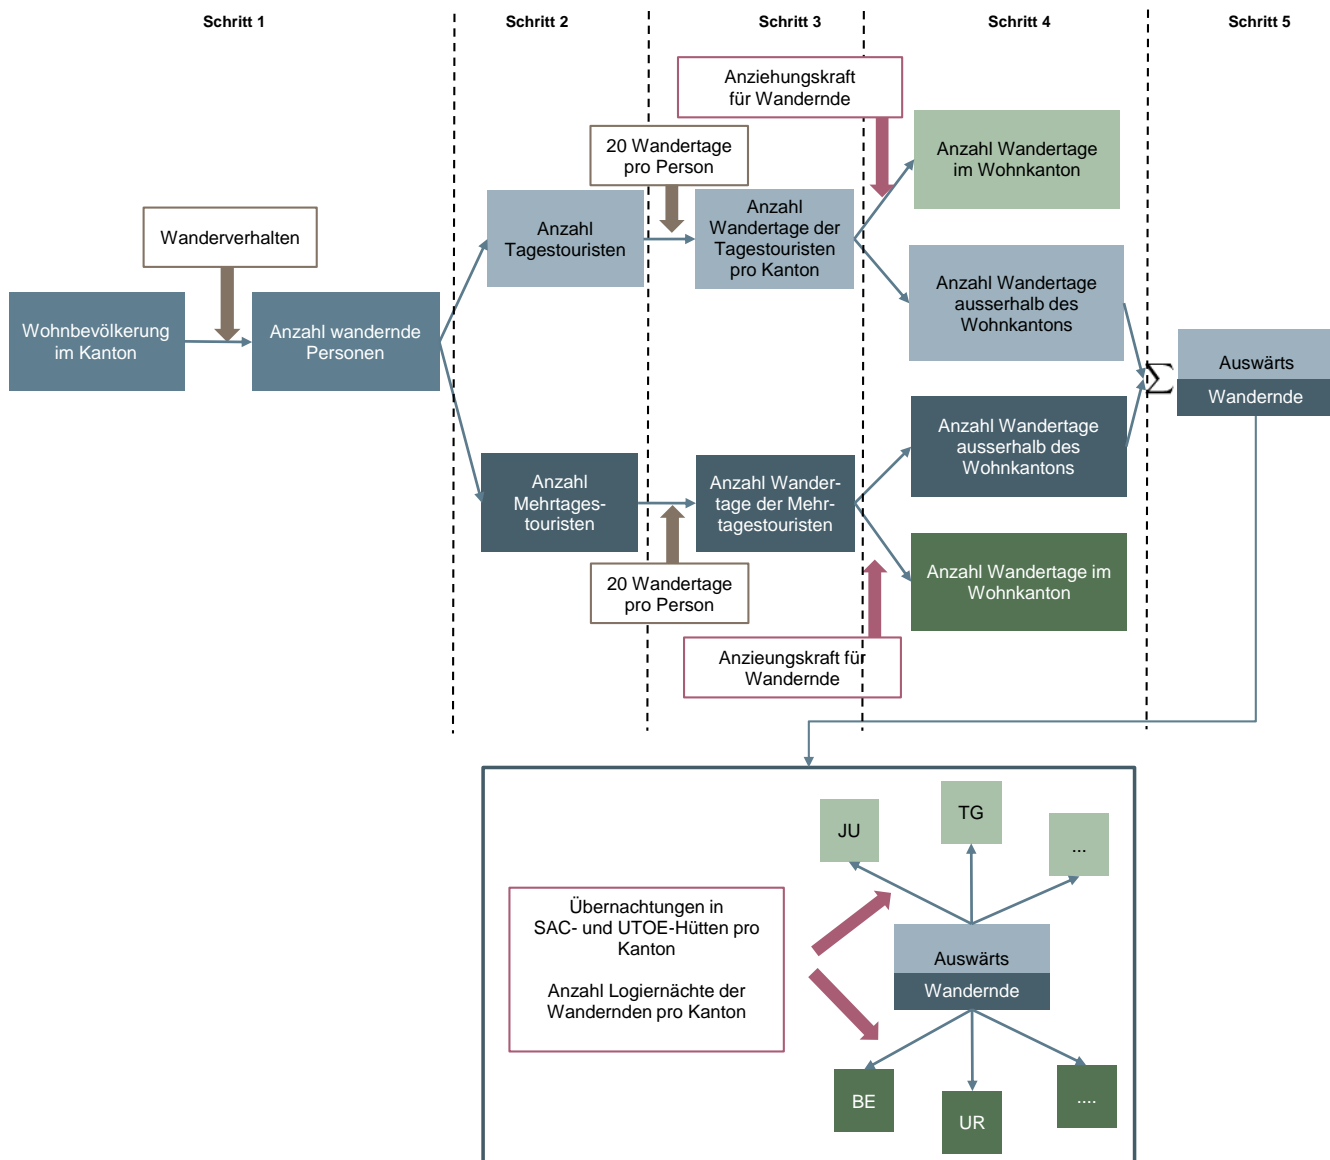 Schritt 1
Schritt 2
Schritt 3
Schritt 4
Schritt 5
Anziehungskraft
für Wandernde
20 Wandertage
pro Person
Anzahl Wandertage
im Wohnkanton
Wanderverhalten
Anzahl
Tagestouristen
Anzahl
Wandertage der
Tagestouristen
pro Kanton
Anzahl Wandertage
ausserhalb des
Wohnkantons
Wohnbevölkerung
im Kanton
Anzahl wandernde
Personen
∑
Auswärts
Wandernde
Anzahl
Mehrtages-
touristen
Anzahl Wander-
tage der Mehr-
tagestouristen
Anzahl Wandertage
ausserhalb des
Wohnkantons
20 Wandertage
pro Person
Anzahl Wandertage im
Wohnkanton
Anzieungskraft für
Wandernde
JU
TG
...
Übernachtungen in
SAC- und UTOE-Hütten pro
Kanton
Anzahl Logiernächte der
Wandernden pro Kanton
Auswärts
Wandernde
BE
UR
....